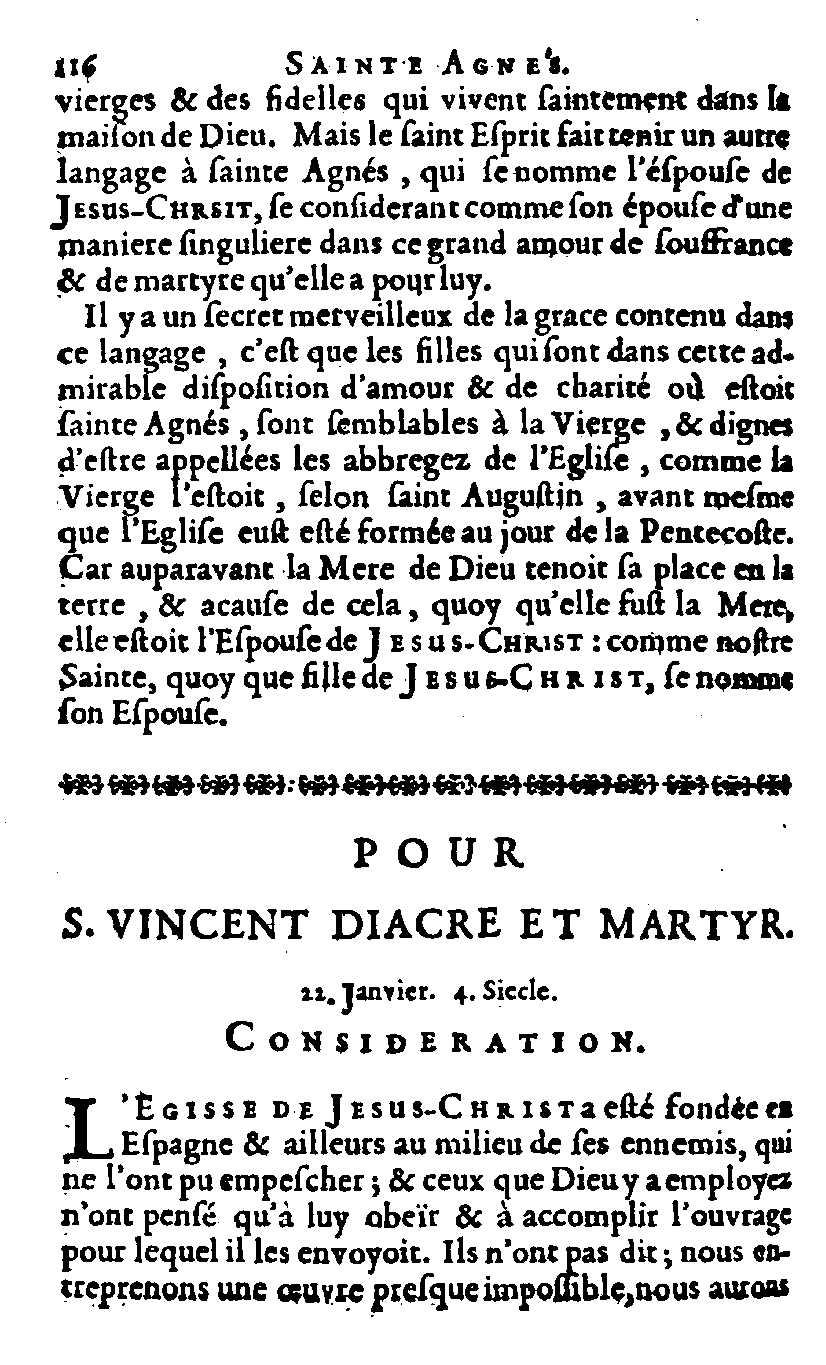 116 SAINTE AGNE's.
vierges & des fidelles qui vivent ſaintement dans la
maiſon de Dieu. Mais le ſaint Eſprit fait tenir un autre
langage à ſainte Agnés , qui ſe nomme l'éſpouſe de
JESUS-CHRSIT, ſe conſiderant comme ſon épouſe d'une
maniere ſinguliere dans ce grand amour de ſouffrance
& de martyre qu'elle a pour luy.
Il y a un ſecret merveilleux de la grace contenu dans
ce langage , c'eſt que les filles qui ſont dans cette ad-
mirable diſpoſition d'amour & de charité où eſtoit
ſainte Agnés , ſont ſemblables à la Vierge , & dignes
d'eſtre appellées les abbregez de l'Egliſe , comme la
Vierge l'eſtoit , ſelon ſaint Auguſtin , avant meſme
que l'Egliſe euſt eſté formée au jour de la Pentecoſte.
Car auparavant la Mere de Dieu tenoit ſa place en la
terre , & acauſe de cela , quoy qu'elle fuſt la Mere,
elle eſtoit l'Eſpouſe de JESUS-CHRIST : comme noſtre
Sainte, quoy que fille de JESUS-CHRIST, ſe nomme
ſon Eſpouſe.
POUR
S. VINCENT DIACRE ET MARTYR.
22. Janvier. 4. Siecle.
CONSIDERATION.
L'EGISSE DE JESUS-CHRIST a eſté fondée en
Eſpagne & ailleurs au milieu de ſes ennemis, qui
ne l'ont pu empeſcher ; & ceux que Dieu y a employez
n'ont penſé qu'à luy obeïr & à accomplir l'ouvrage
pour lequel il les envoyoit. Ils n'ont pas dit ; nous en-
treprenons une œuvre preſque impoſſible, nous aurons